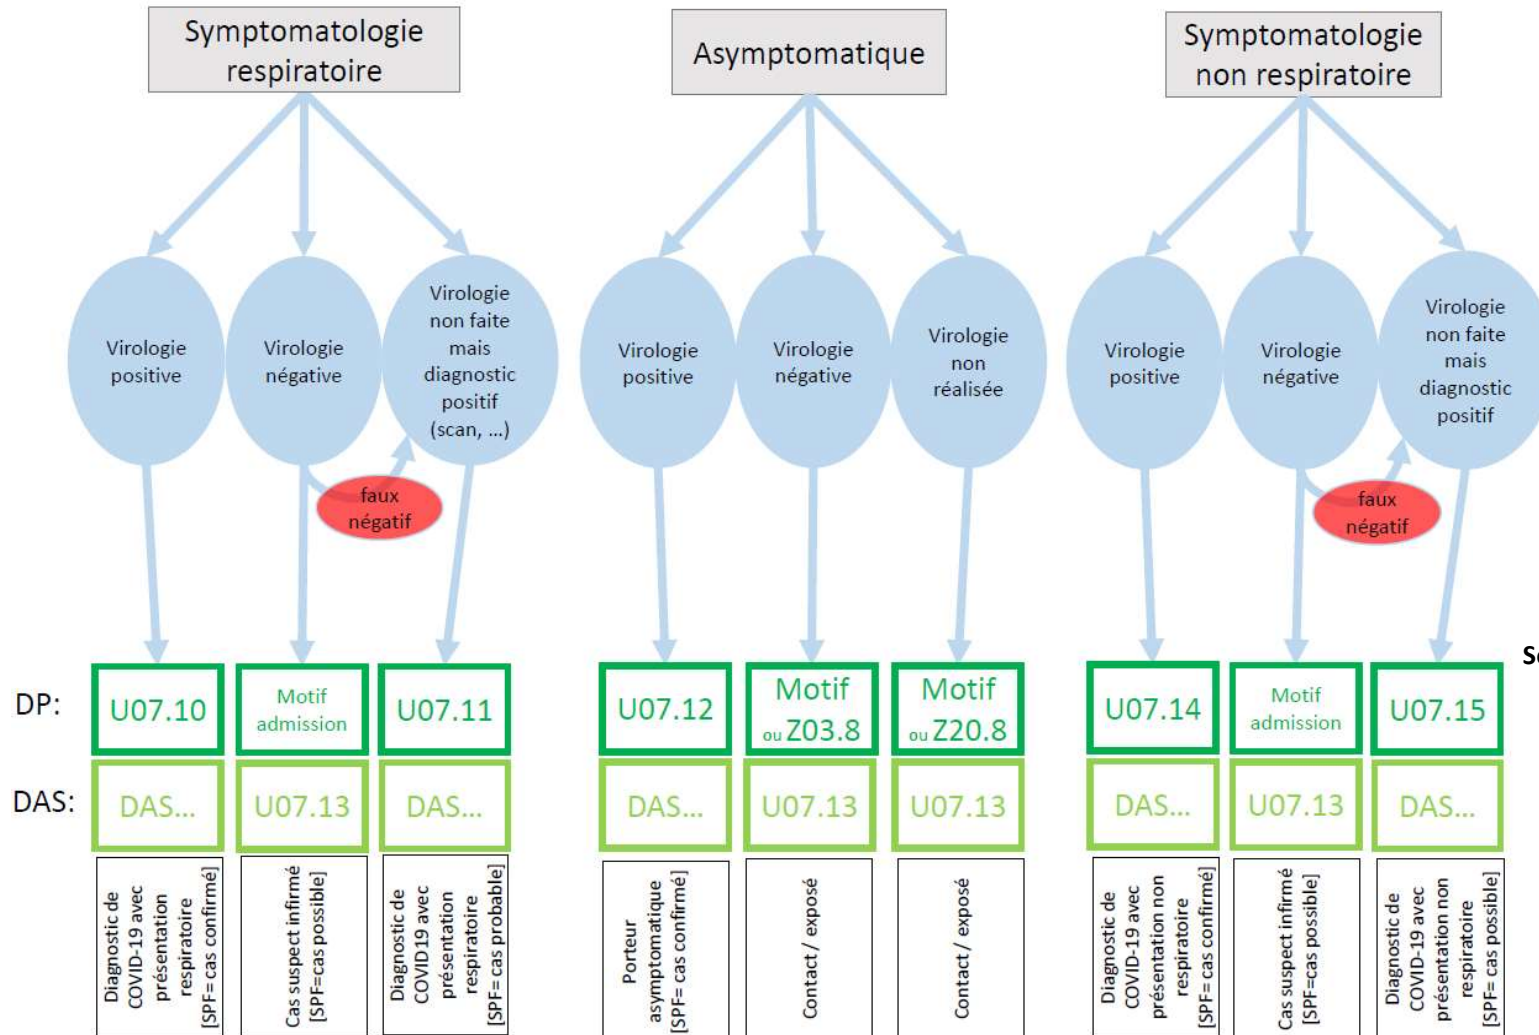 Symptomatologie
respiratoire
Asymptomatique
Symptomatologie
non respiratoire
Virologie
positive
Virologie
négative
Virologie
non faite
mais
diagnostic
positif
(scan, ...)
faux
négatif
Virologie
positive
Virologie
négative
Virologie
non
réalisée
Virologie
positive
Virologie
négative
Virologie
non faite
mais
diagnostic
positif
faux
négatif
DP:
U07.10
Motif
admission
U07.11
U07.12
Motif
ou Z03.8
Motif
ou Z20.8
U07.14
Motif
admission
U07.15
DAS:
DAS...
U07.13
DAS...
DAS...
U07.13
U07.13
DAS...
U07.13
DAS...
Diagnostic de
COVID-19 avec
présentation
respiratoire
[SPF= cas confirmé]
Cas suspect infirmé
[SPF=cas possible]
Diagnostic de
COVID19 avec
présentation
respiratoire
[SPF= cas probable]
Porteur
asymptomatique
[SPF= cas confirmé]
Contact / exposé
Contact / exposé
Diagnostic de
COVID-19 avec
présentation non
respiratoire
[SPF= cas confirmé]
Cas suspect infirmé
[SPF=cas possible]
Diagnostic de
COVID-19 avec
présentation non
respiratoire
[SPF= cas possible]